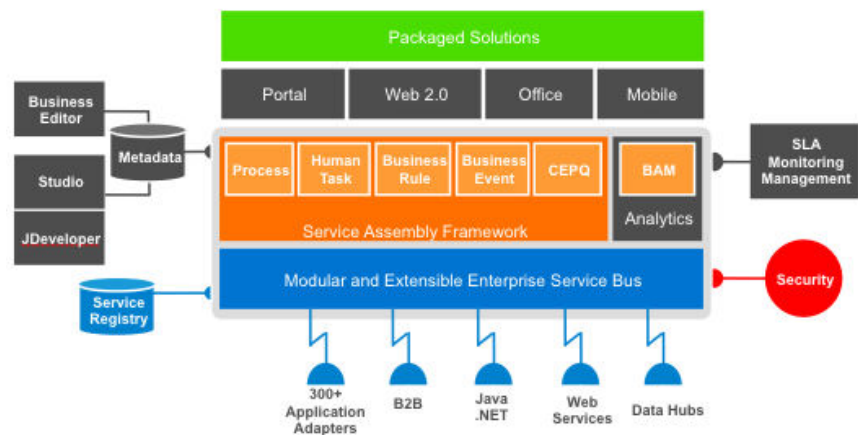 Packaged Solutions
Portal
Web 2.0
Office
Mobile
Business
Editor
Metadata
Studio
JDeveloper
Process
Human
Task
Business
Rule
Business
Event
CEPQ
BAM
Service Assembly Framework
Analytics
SLA
Monitoring
Management
Service
Registry
Modular and Extensible Enterprise Service Bus
Security
300+
Application
Adapters
B2B
Java
.NET
Web
Services
Data Hubs